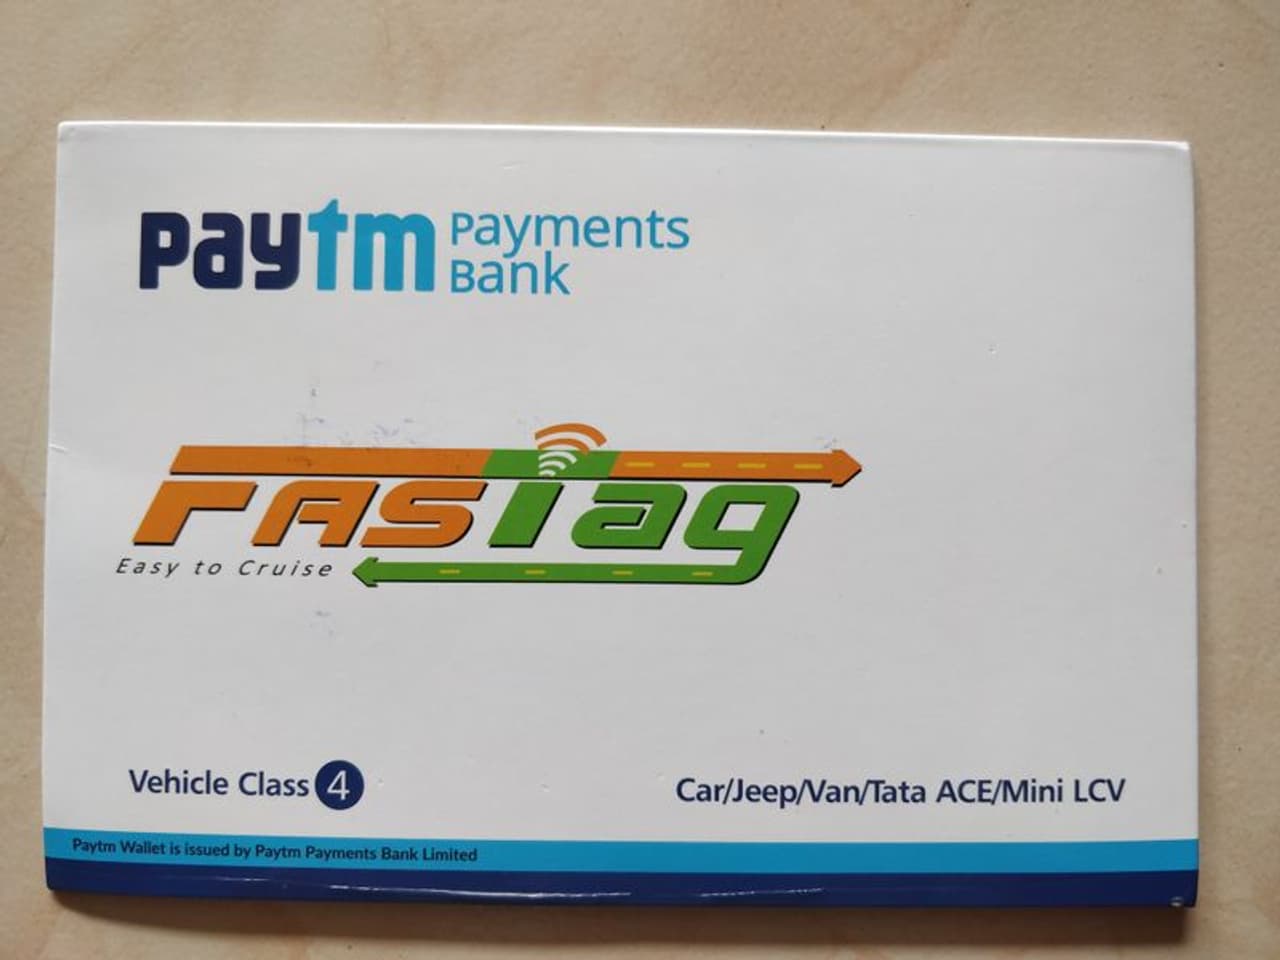 paytm Payments
Bank
FASTag
Easy to Cruise
Vehicle Class 4
Car/Jeep/Van/Tata ACE/Mini LCV
Paytm Wallet is issued by Paytm Payments Bank Limited